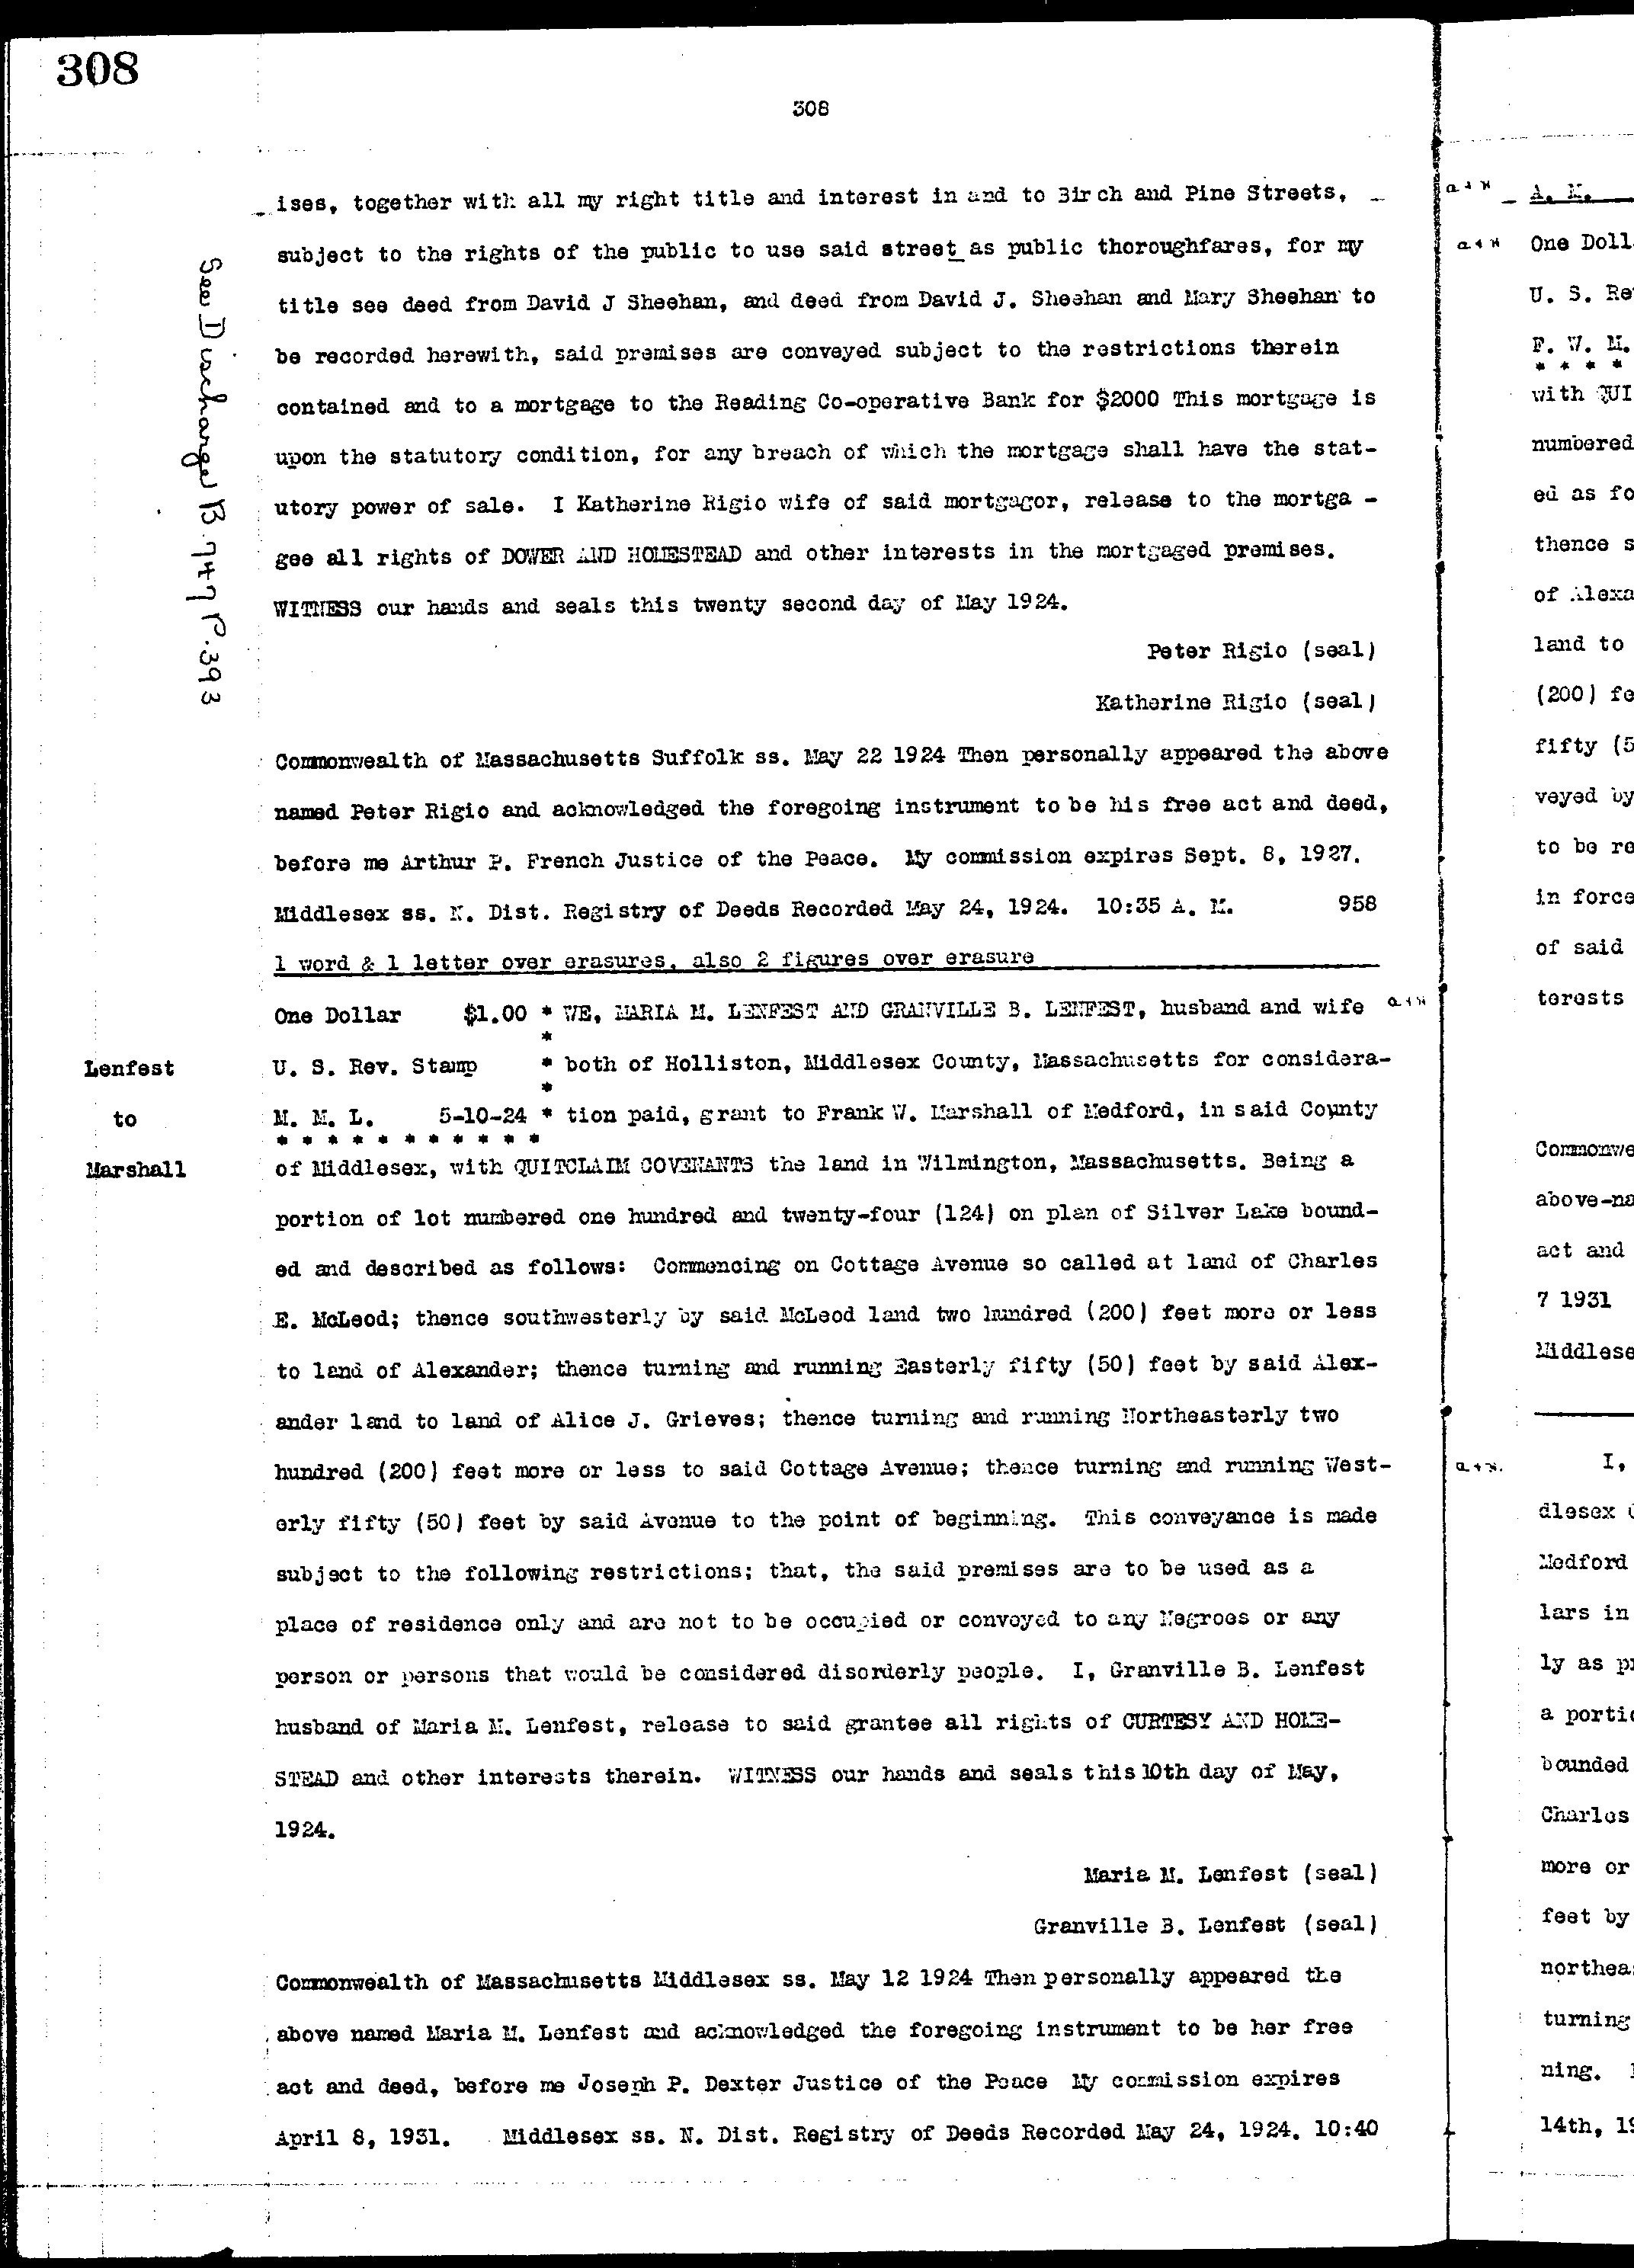 308
308
ises, together with all my right title and interest in and to Birch and Pine Streets,
subject to the rights of the public to use said street as public thoroughfares, for my
title see deed from David J Sheehan, and deed from David J. Sheehan and Mary Sheehan to
be recorded herewith, said premises are conveyed subject to the restrictions therein
contained and to a mortgage to the Reading Co-operative Bank for $2000 This mortgage is
upon the statutory condition, for any breach of which the mortgage shall have the stat-
utory power of sale. I Katherine Rigio wife of said mortgagor, release to the mortga -
gee all rights of DOWER AND HOMESTEAD and other interests in the mortgaged premises.
WITNESS our hands and seals this twenty second day of May 1924.
Peter Rigio (seal)
Katherine Rigio (seal)
See Discharge B. 747 P. 393
Commonwealth of Massachusetts Suffolk ss. May 22 1924 Then personally appeared the above
named Peter Rigio and acknowledged the foregoing instrument to be his free act and deed,
before me Arthur P. French Justice of the Peace. My commission expires Sept. 8, 1927.
Middlesex ss. N. Dist. Registry of Deeds Recorded May 24, 1924. 10:35 A. M. 958
1 word & 1 letter over erasures, also 2 figures over erasure
One Dollar $1.00 * WE, MARIA M. LENFEST AND GRANVILLE B. LENFEST, husband and wife
*
Lenfest
U. S. Rev. Stamp * both of Holliston, Middlesex County, Massachusetts for considera-
*
to
M. M. L. 5-10-24 * tion paid, grant to Frank W. Marshall of Medford, in said County
* * * * * * * * * * *
Marshall
of Middlesex, with QUITCLAIM COVENANTS the land in Wilmington, Massachusetts. Being a
portion of lot numbered one hundred and twenty-four (124) on plan of Silver Lake bound-
ed and described as follows: Commencing on Cottage Avenue so called at land of Charles
E. McLeod; thence southwesterly by said McLeod land two hundred (200) feet more or less
to land of Alexander; thence turning and running Easterly fifty (50) feet by said Alex-
ander land to land of Alice J. Grieves; thence turning and running Northeasterly two
hundred (200) feet more or less to said Cottage Avenue; thence turning and running West-
erly fifty (50) feet by said Avenue to the point of beginning. This conveyance is made
subject to the following restrictions; that, the said premises are to be used as a
place of residence only and are not to be occupied or conveyed to any Negroes or any
person or persons that would be considered disorderly people. I, Granville B. Lenfest
husband of Maria M. Lenfest, release to said grantee all rights of CURTESY AND HOME-
STEAD and other interests therein. WITNESS our hands and seals this 10th day of May,
1924.
Maria M. Lenfest (seal)
Granville B. Lenfest (seal)
Commonwealth of Massachusetts Middlesex ss. May 12 1924 Then personally appeared the
above named Maria M. Lenfest and acknowledged the foregoing instrument to be her free
act and deed, before me Joseph P. Dexter Justice of the Peace My commission expires
April 8, 1931. Middlesex ss. N. Dist. Registry of Deeds Recorded May 24, 1924. 10:40
A. M.
One Doll
U. S. Re
F. W. M.
* * * *
with QUI
numbered
ed as fo
thence s
of Alexa
land to
(200) fe
fifty (5
veyed by
to be re
in force
of said
terests
Commonwe
above-na
act and
7 1931
Middlese
I,
dlesex
Medford
lars in
ly as p
a porti
bounded
Charles
more or
feet by
northea
turning
ning.
14th, 19